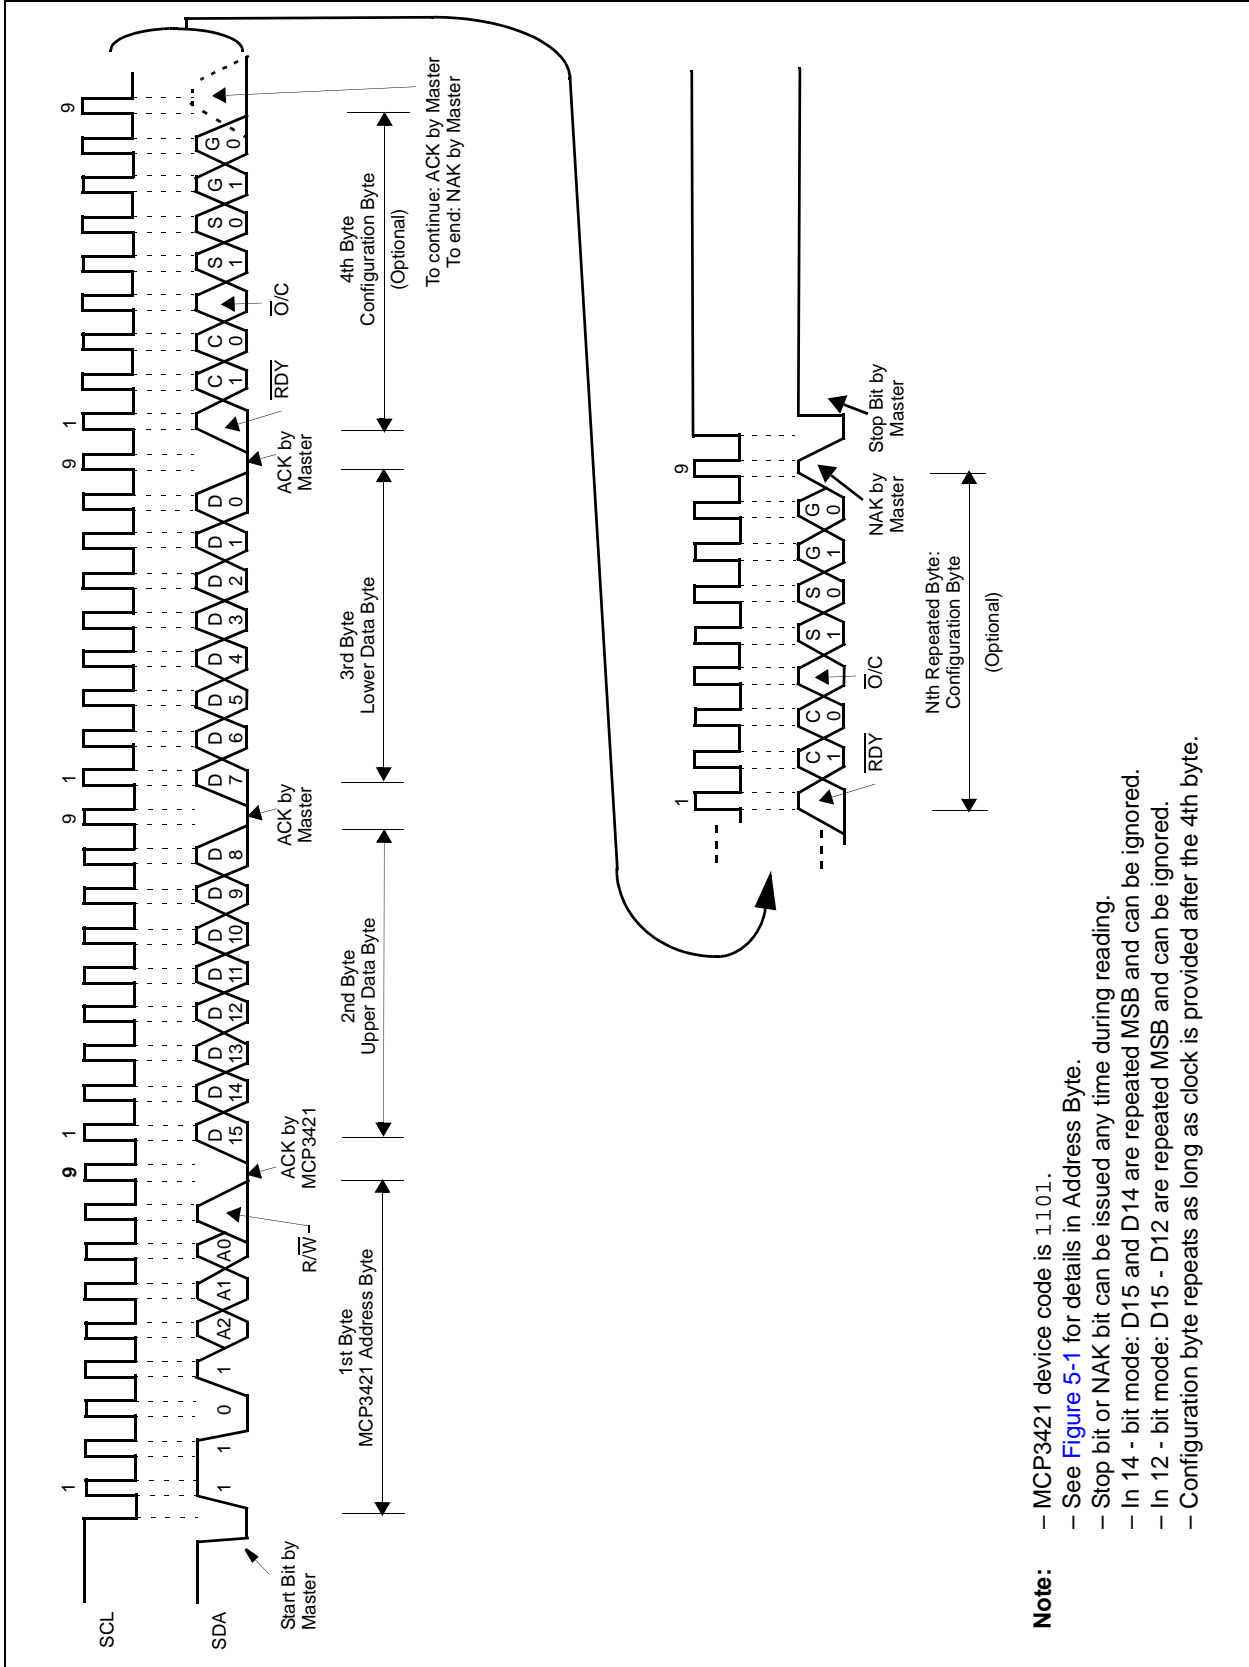 SCL
1
9
1
9
1
9
1
9
SDA
1
1
0
1
A2
A1
A0
D
15
D
14
D
13
D
12
D
11
D
10
D
9
D
8
D
7
D
6
D
5
D
4
D
3
D
2
D
1
D
0
C
1
C
0
S
1
S
0
G
1
G
0
Start Bit by
Master
R/W
ACK by
MCP3421
ACK by
Master
ACK by
Master
RDY
O/C
1st Byte
MCP3421 Address Byte
2nd Byte
Upper Data Byte
3rd Byte
Lower Data Byte
4th Byte
Configuration Byte
(Optional)
To continue: ACK by Master
To end: NAK by Master
1
9
C
1
C
0
S
1
S
0
G
1
G
0
RDY
O/C
NAK by
Master
Stop Bit by
Master
Nth Repeated Byte:
Configuration Byte
(Optional)
Note:
– MCP3421 device code is 1101.
– See Figure 5-1 for details in Address Byte.
– Stop bit or NAK bit can be issued any time during reading.
– In 14 - bit mode: D15 and D14 are repeated MSB and can be ignored.
– In 12 - bit mode: D15 - D12 are repeated MSB and can be ignored.
– Configuration byte repeats as long as clock is provided after the 4th byte.